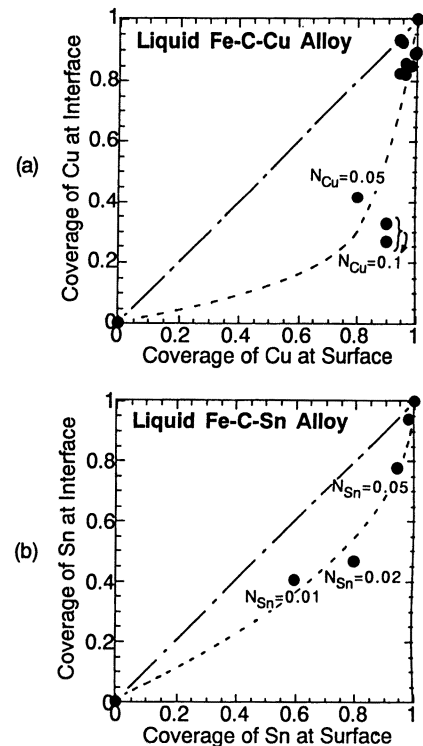 (a)
Liquid Fe-C-Cu Alloy
Coverage of Cu at Interface
1
0.8
0.6
0.4
0.2
0
N_Cu=0.05
N_Cu=0.1
0 0.2 0.4 0.6 0.8 1
Coverage of Cu at Surface
(b)
Liquid Fe-C-Sn Alloy
Coverage of Sn at Interface
1
0.8
0.6
0.4
0.2
0
N_Sn=0.05
N_Sn=0.02
N_Sn=0.01
0 0.2 0.4 0.6 0.8 1
Coverage of Sn at Surface